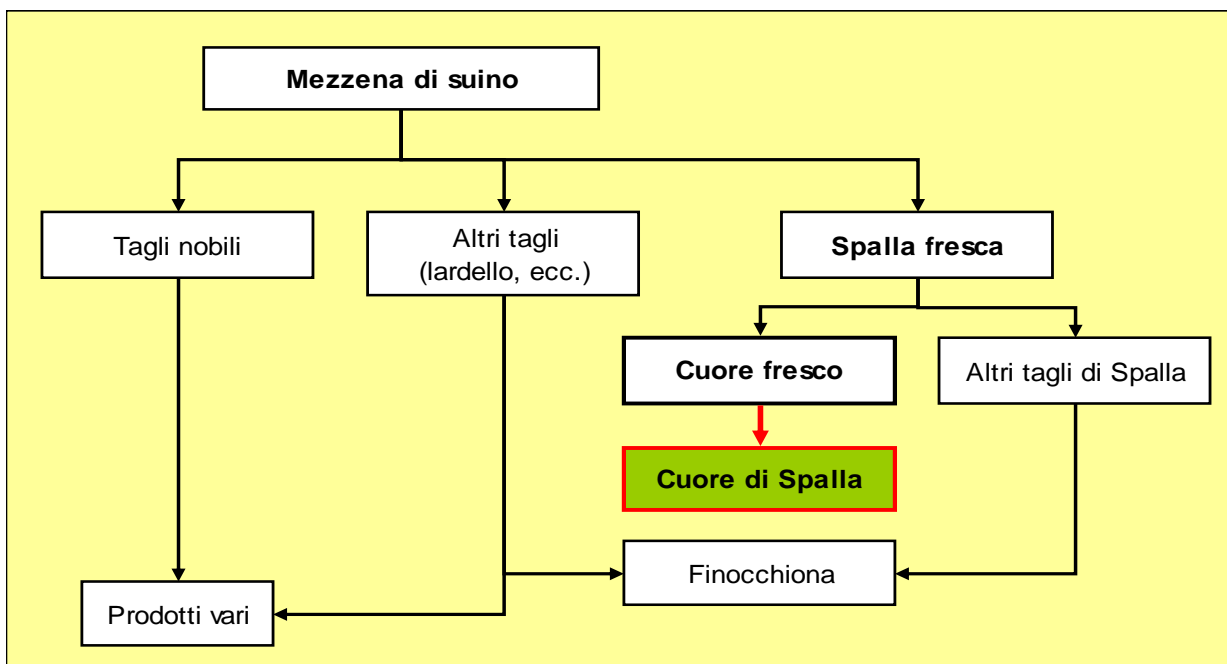 Mezzena di suino
Tagli nobili
Altri tagli
(lardello, ecc.)
Spalla fresca
Cuore fresco
Altri tagli di Spalla
Cuore di Spalla
Finocchiona
Prodotti vari